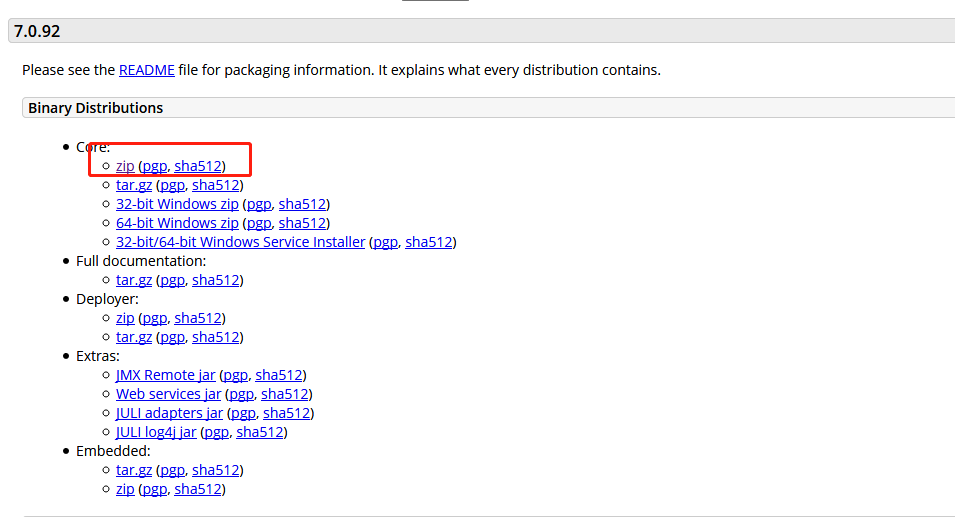 7.0.92
Please see the README file for packaging information. It explains what every distribution contains.
Binary Distributions
Core:
zip (pgp, sha512)
tar.gz (pgp, sha512)
32-bit Windows zip (pgp, sha512)
64-bit Windows zip (pgp, sha512)
32-bit/64-bit Windows Service Installer (pgp, sha512)
Full documentation:
tar.gz (pgp, sha512)
Deployer:
zip (pgp, sha512)
tar.gz (pgp, sha512)
Extras:
JMX Remote jar (pgp, sha512)
Web services jar (pgp, sha512)
JULI adapters jar (pgp, sha512)
JULI log4j jar (pgp, sha512)
Embedded:
tar.gz (pgp, sha512)
zip (pgp, sha512)